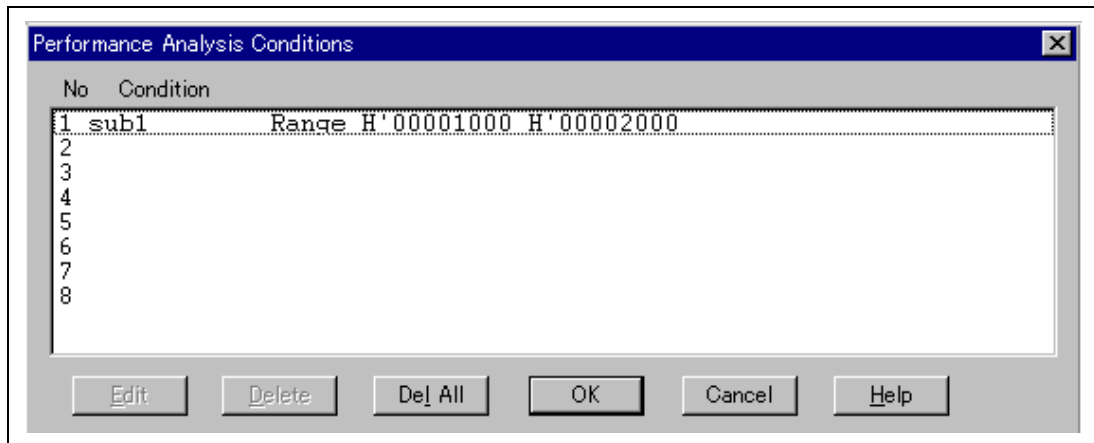 Performance Analysis Conditions
No Condition
1 sub1 Range H'00001000 H'00002000
2
3
4
5
6
7
8
Edit Delete Del All OK Cancel Help